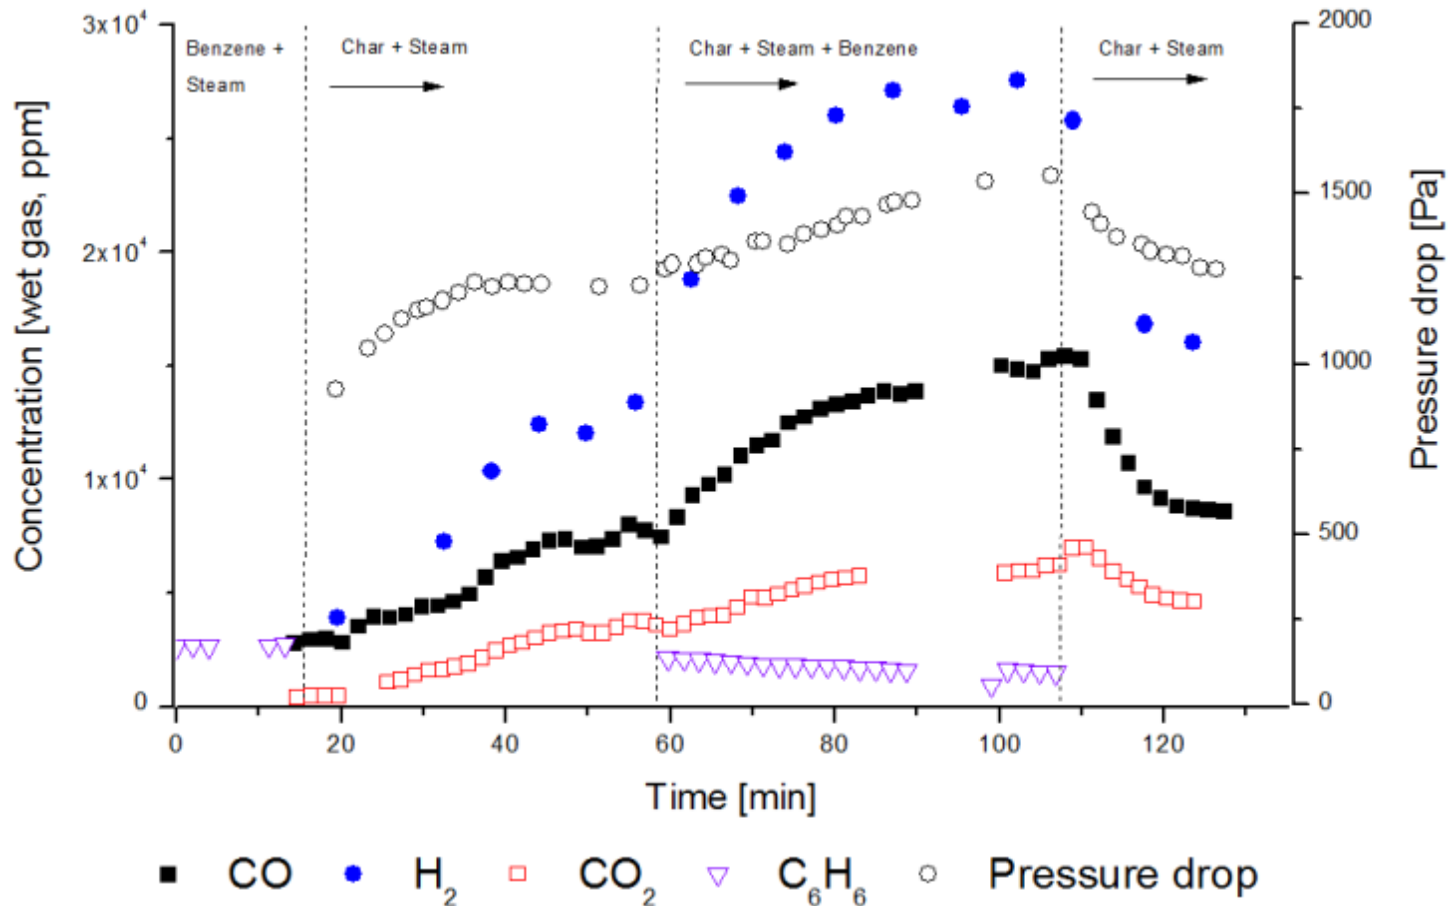 3x10⁴
2x10⁴
1x10⁴
0
Concentration [wet gas, ppm]
Benzene +
Steam
Char + Steam
Char + Steam + Benzene
Char + Steam
2000
1500
1000
500
0
Pressure drop [Pa]
0 20 40 60 80 100 120
Time [min]
CO H₂ CO₂ C₆H₆ Pressure drop